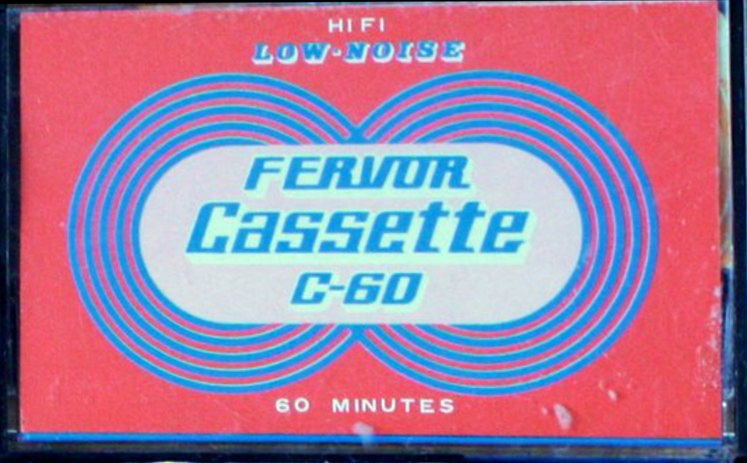 HI FI
LOW-NOISE
FERVOR
Cassette
C-60
60 MINUTES